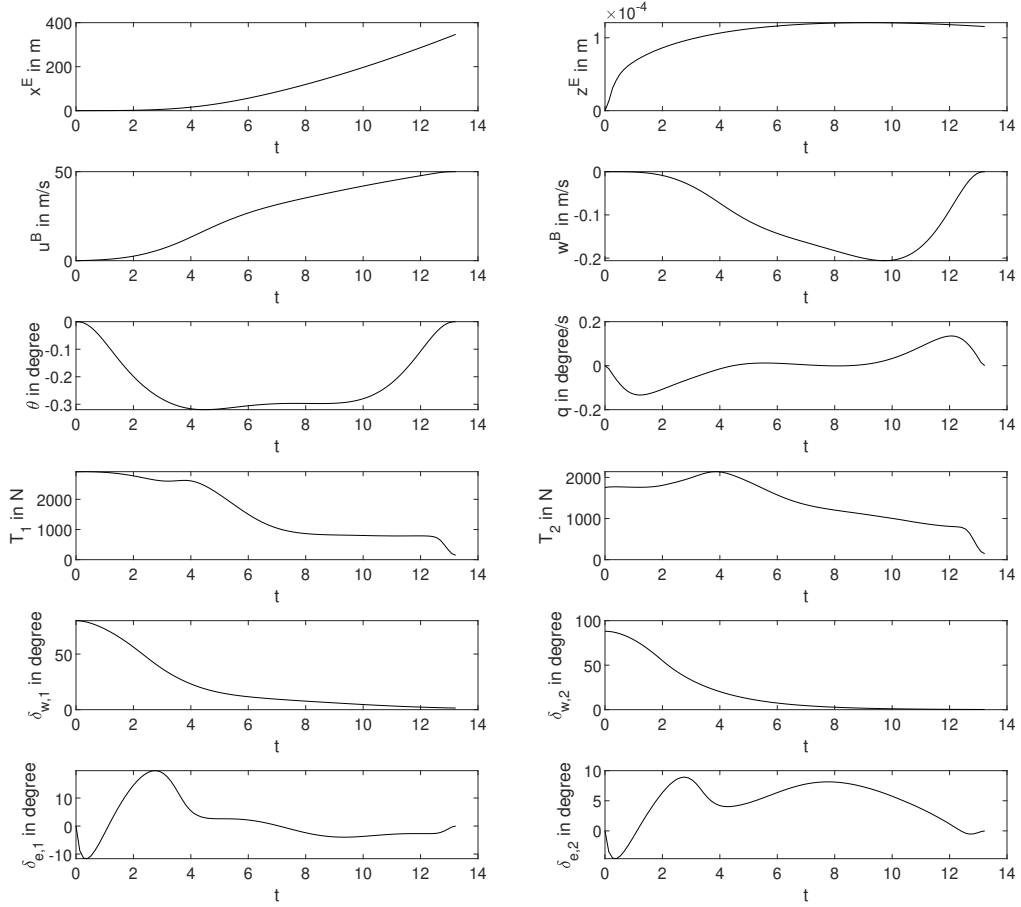 400
200
0
x^E in m
0 2 4 6 8 10 12 14
t
×10^-4
1
0
z^E in m
0 2 4 6 8 10 12 14
t
50
0
u^B in m/s
0 2 4 6 8 10 12 14
t
0
-0.1
-0.2
w^B in m/s
0 2 4 6 8 10 12 14
t
0
-0.1
-0.2
-0.3
θ in degree
0 2 4 6 8 10 12 14
t
0.2
0
-0.2
q in degree/s
0 2 4 6 8 10 12 14
t
2000
1000
0
T_1 in N
0 2 4 6 8 10 12 14
t
2000
1000
0
T_2 in N
0 2 4 6 8 10 12 14
t
50
0
δ_w,1 in degree
0 2 4 6 8 10 12 14
t
100
50
0
δ_w,2 in degree
0 2 4 6 8 10 12 14
t
10
0
-10
δ_e,1 in degree
0 2 4 6 8 10 12 14
t
10
5
0
δ_e,2 in degree
0 2 4 6 8 10 12 14
t